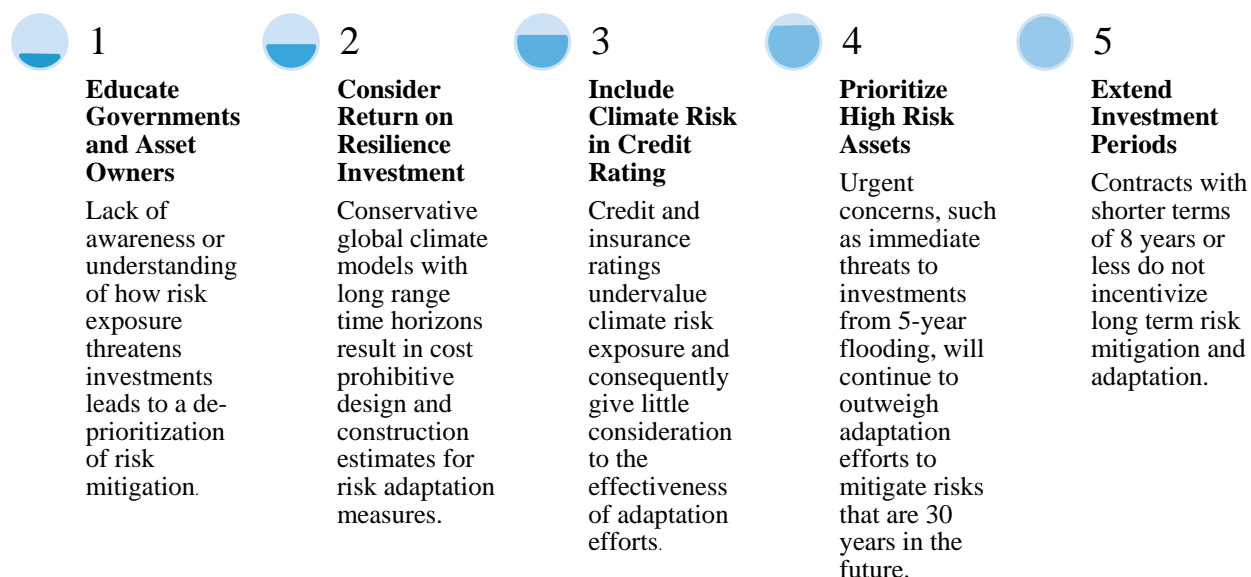 1
Educate
Governments
and Asset
Owners
Lack of
awareness or
understanding
of how risk
exposure
threatens
investments
leads to a de-
prioritization
of risk
mitigation.
2
Consider
Return on
Resilience
Investment
Conservative
global climate
models with
long range
time horizons
result in cost
prohibitive
design and
construction
estimates for
risk adaptation
measures.
3
Include
Climate Risk
in Credit
Rating
Credit and
insurance
ratings
undervalue
climate risk
exposure and
consequently
give little
consideration
to the
effectiveness
of adaptation
efforts.
4
Prioritize
High Risk
Assets
Urgent
concerns, such
as immediate
threats to
investments
from 5-year
flooding, will
continue to
outweigh
adaptation
efforts to
mitigate risks
that are 30
years in the
future.
5
Extend
Investment
Periods
Contracts with
shorter terms
of 8 years or
less do not
incentivize
long term risk
mitigation and
adaptation.